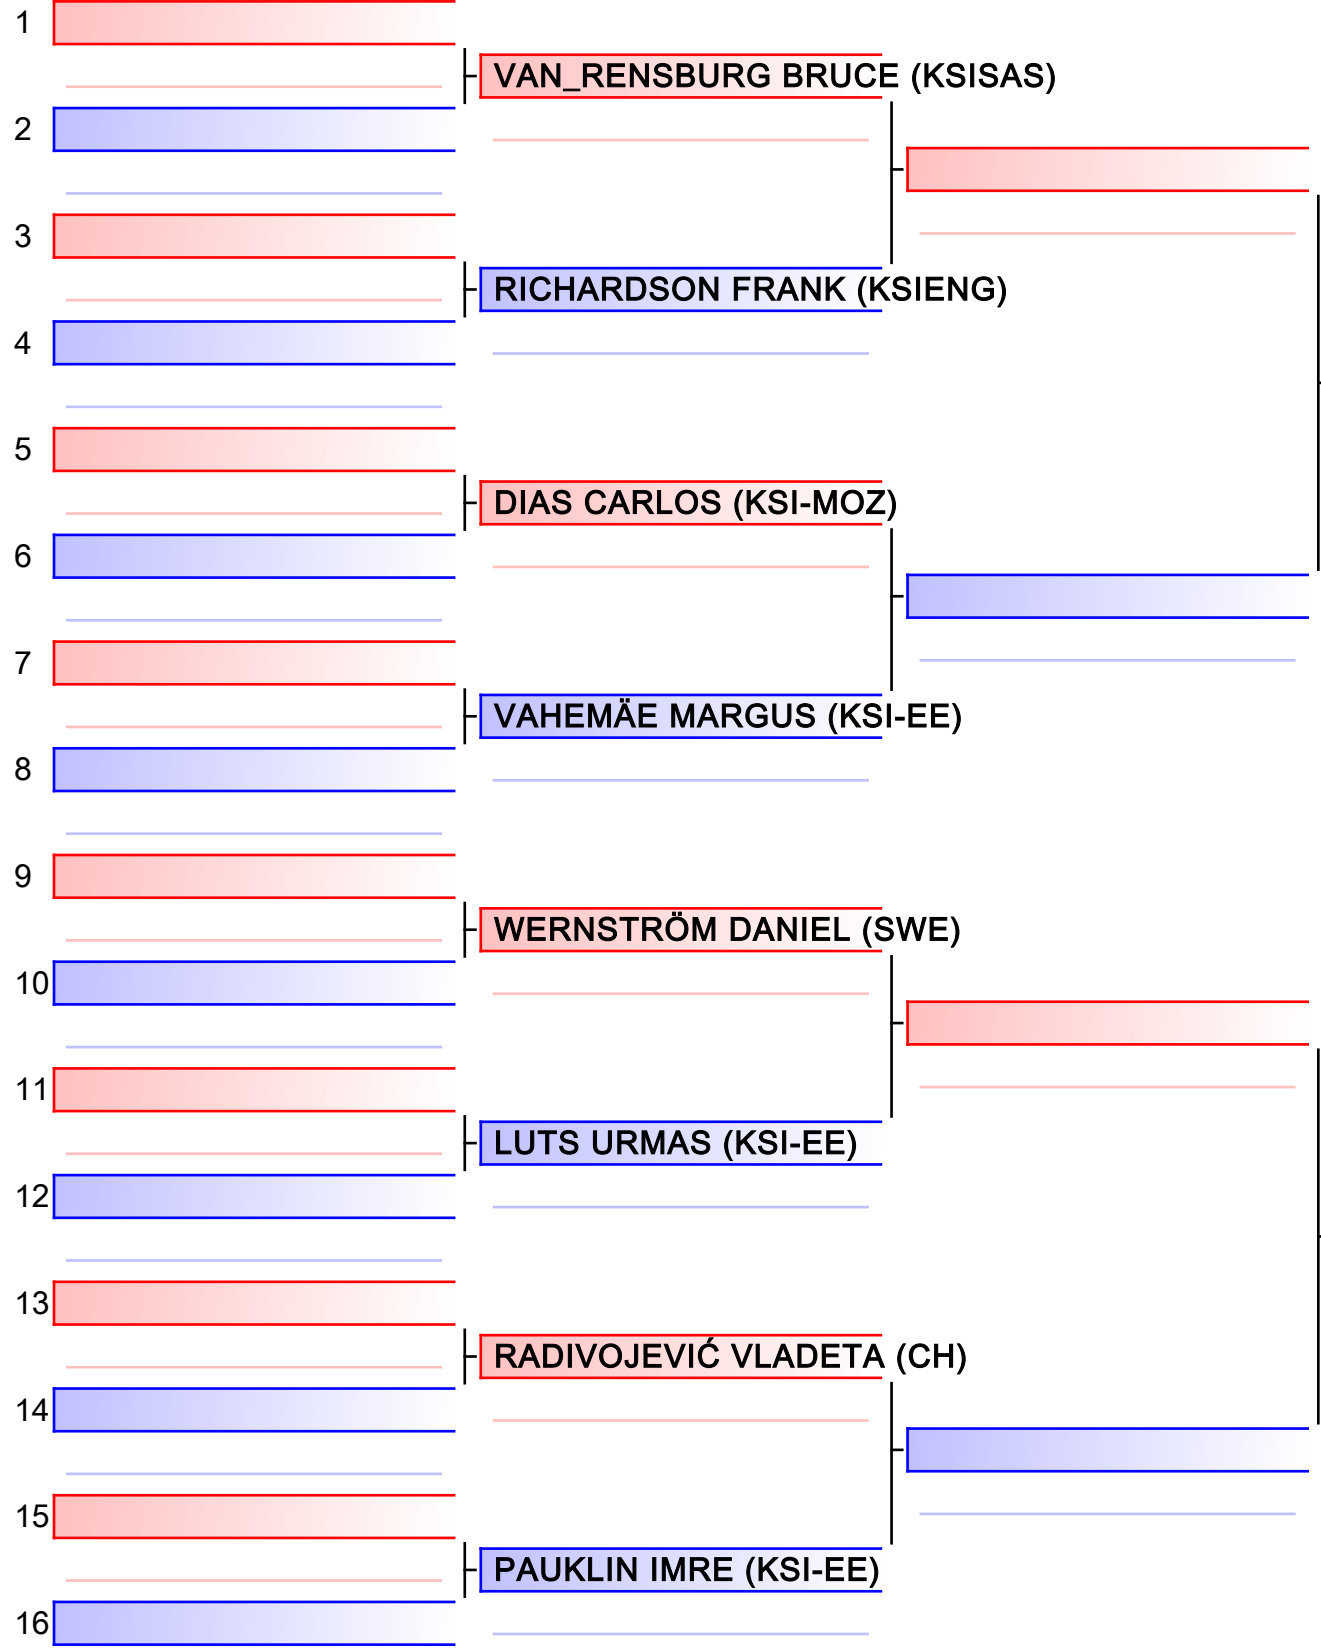 1
VAN_RENSBURG BRUCE (KSISAS)
2
3
RICHARDSON FRANK (KSIENG)
4
5
DIAS CARLOS (KSI-MOZ)
6
7
VAHEMÄE MARGUS (KSI-EE)
8
9
WERNSTRÖM DANIEL (SWE)
10
11
LUTS URMAS (KSI-EE)
12
13
RADIVOJEVIĆ VLADETA (CH)
14
15
PAUKLIN IMRE (KSI-EE)
16